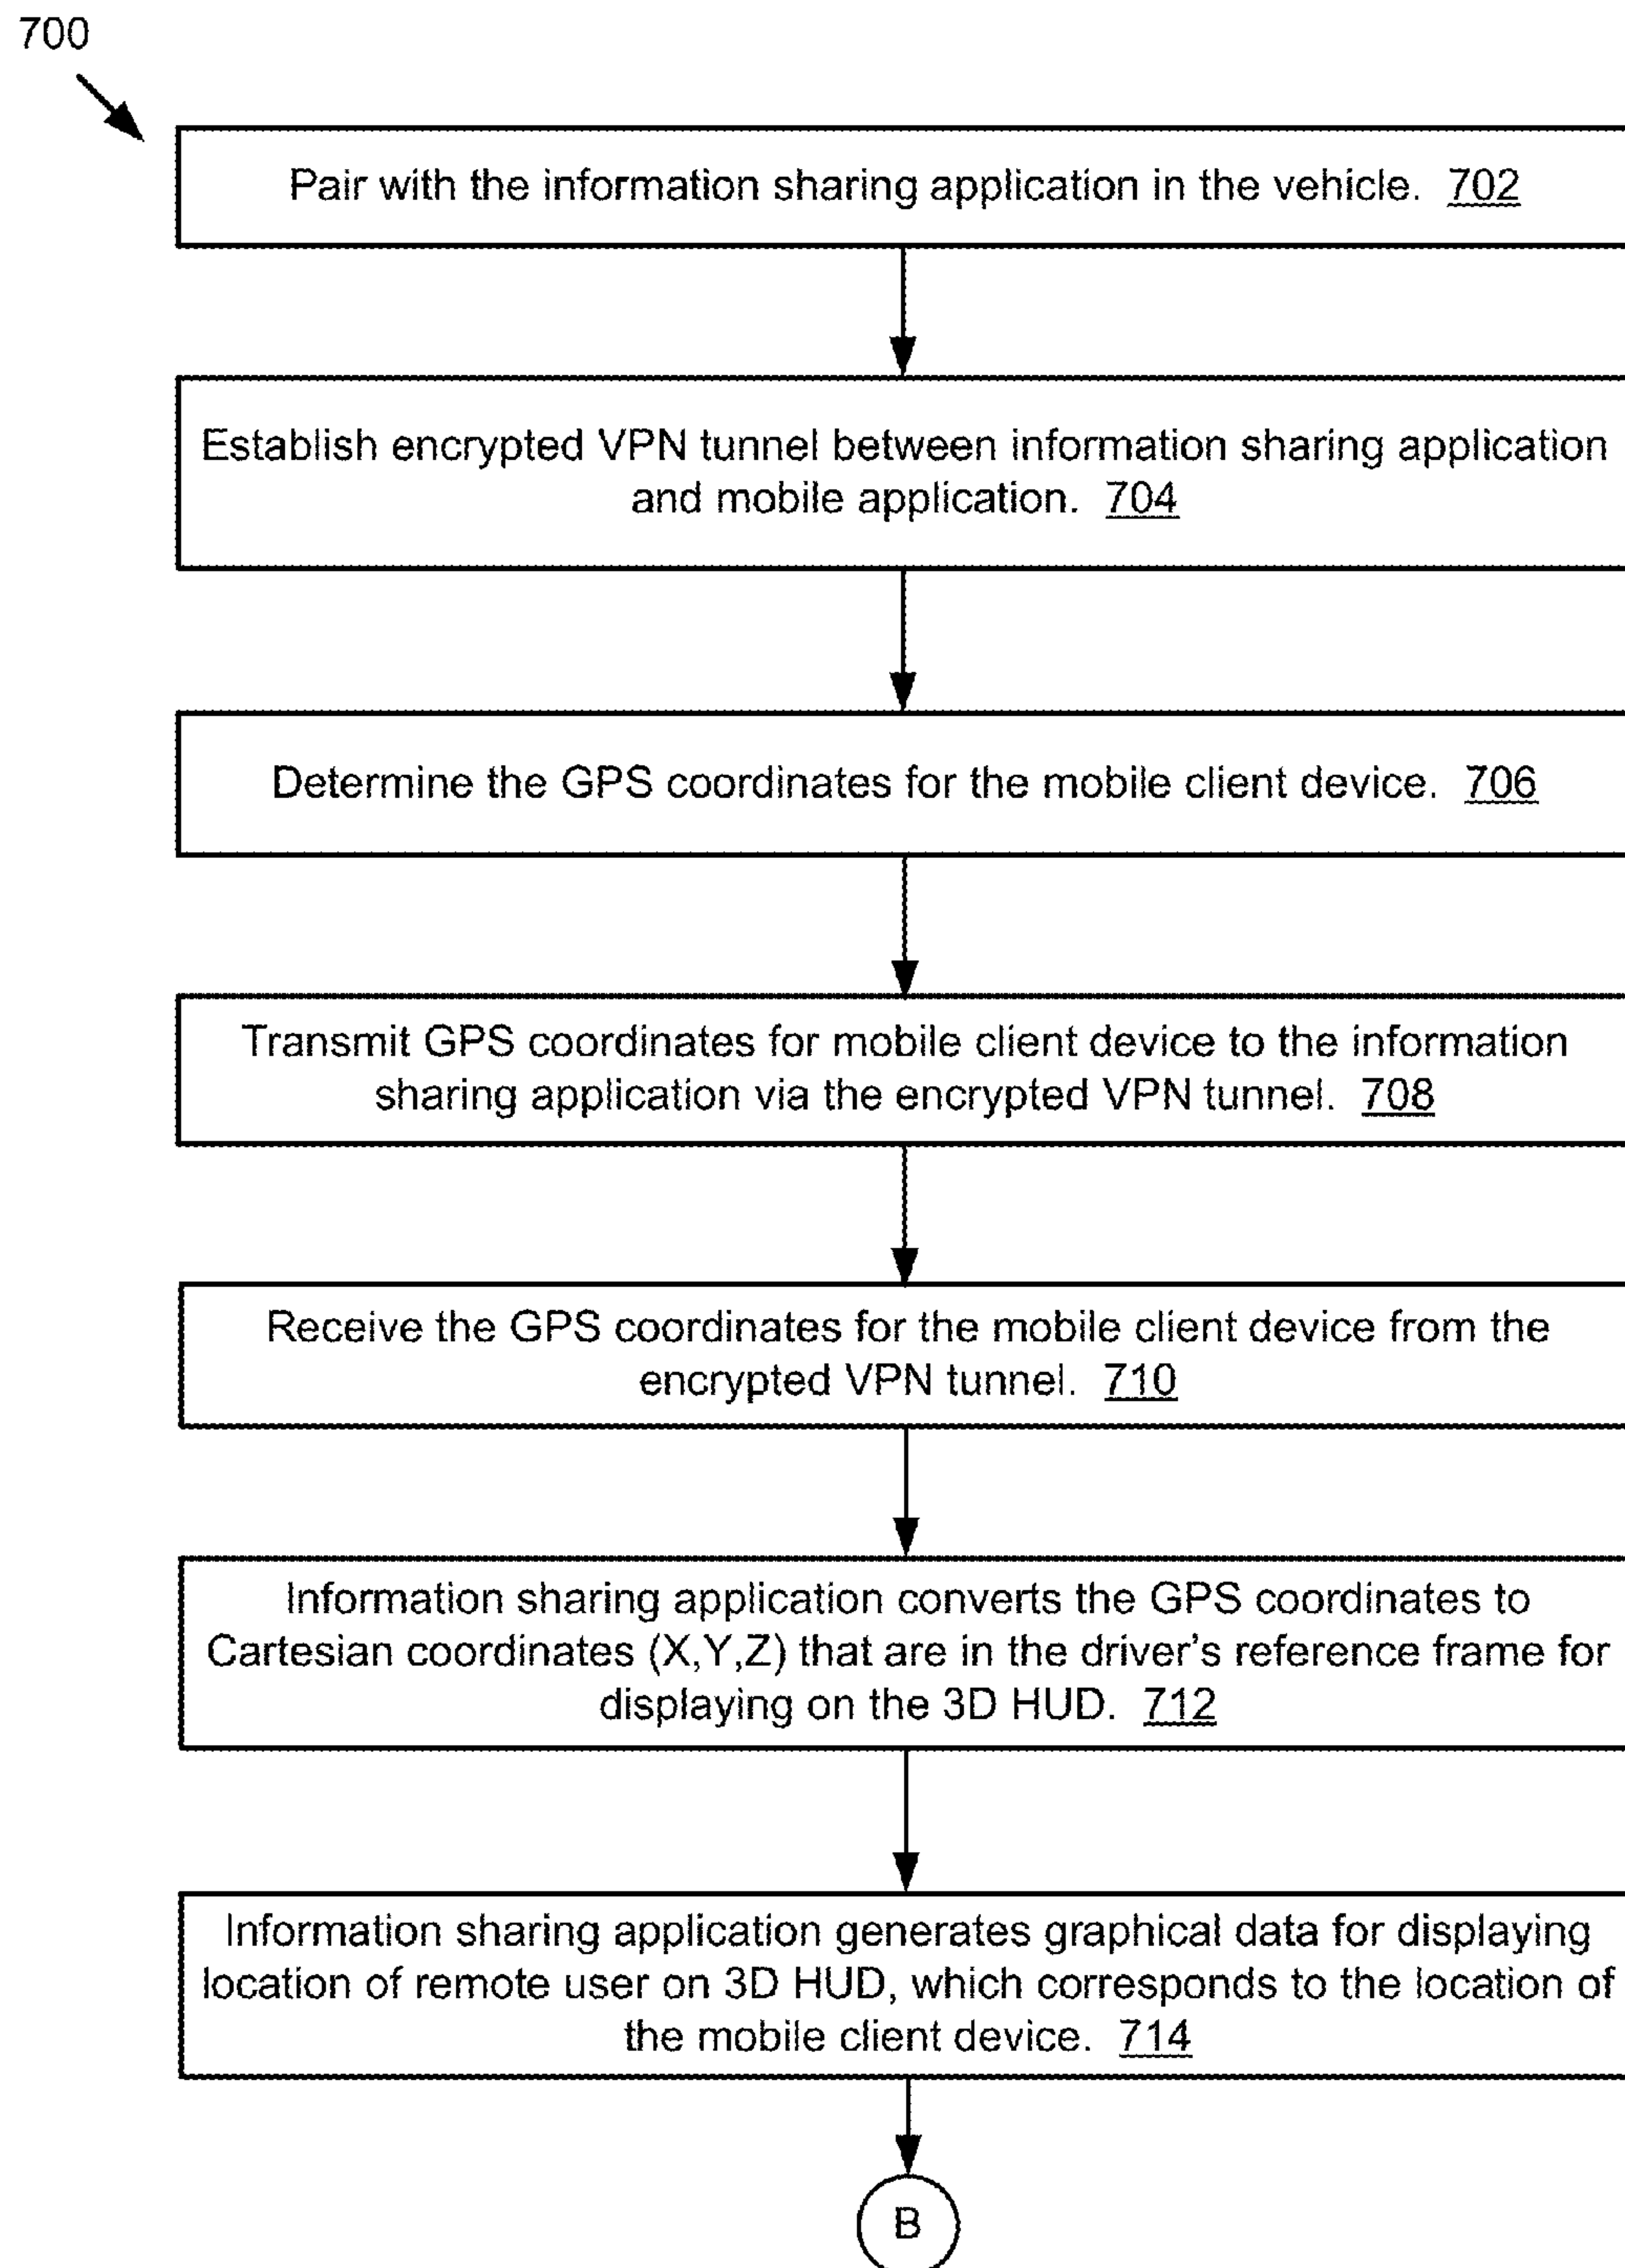 700
Pair with the information sharing application in the vehicle. 702
Establish encrypted VPN tunnel between information sharing application
and mobile application. 704
Determine the GPS coordinates for the mobile client device. 706
Transmit GPS coordinates for mobile client device to the information
sharing application via the encrypted VPN tunnel. 708
Receive the GPS coordinates for the mobile client device from the
encrypted VPN tunnel. 710
Information sharing application converts the GPS coordinates to
Cartesian coordinates (X,Y,Z) that are in the driver's reference frame for
displaying on the 3D HUD. 712
Information sharing application generates graphical data for displaying
location of remote user on 3D HUD, which corresponds to the location of
the mobile client device. 714
B